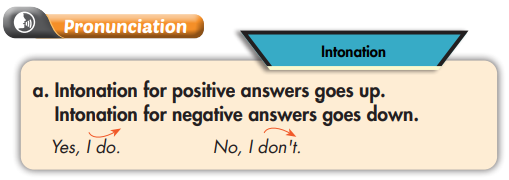 Pronunciation
Intonation
a. Intonation for positive answers goes up.
Intonation for negative answers goes down.
Yes, I do. No, I don't.